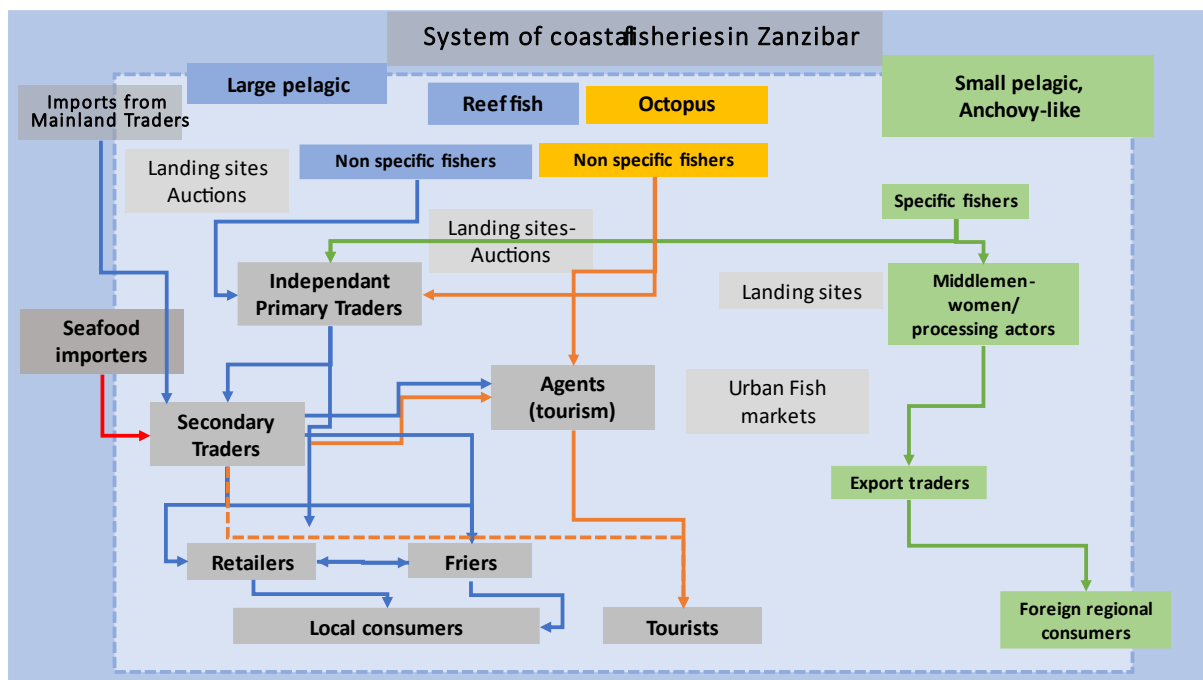 System of coastal fisheries in Zanzibar
Large pelagic
Small pelagic,
Anchovy-like
Imports from
Mainland Traders
Reef fish
Octopus
Landing sites
Auctions
Non specific fishers
Non specific fishers
Specific fishers
Landing sites-
Auctions
Independant
Primary Traders
Landing sites
Middlemen-
women/
processing actors
Seafood
importers
Agents
(tourism)
Urban Fish
markets
Secondary
Traders
Export traders
Retailers
Friers
Local consumers
Tourists
Foreign regional
consumers